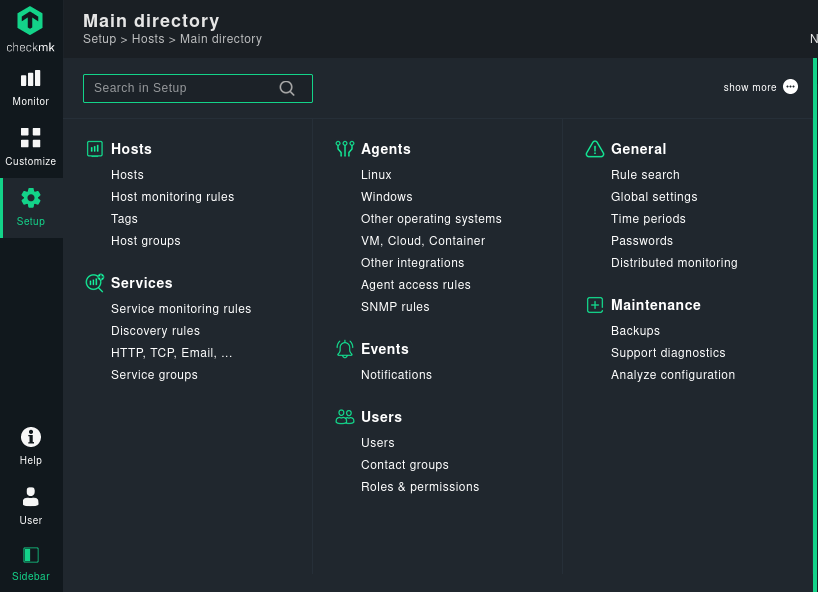 checkmk
Monitor
Customize
Setup
Help
User
Sidebar
Main directory
Setup > Hosts > Main directory
N
Search in Setup
show more
Hosts
Hosts
Host monitoring rules
Tags
Host groups
Services
Service monitoring rules
Discovery rules
HTTP, TCP, Email, ...
Service groups
Agents
Linux
Windows
Other operating systems
VM, Cloud, Container
Other integrations
Agent access rules
SNMP rules
Events
Notifications
Users
Users
Contact groups
Roles & permissions
General
Rule search
Global settings
Time periods
Passwords
Distributed monitoring
Maintenance
Backups
Support diagnostics
Analyze configuration